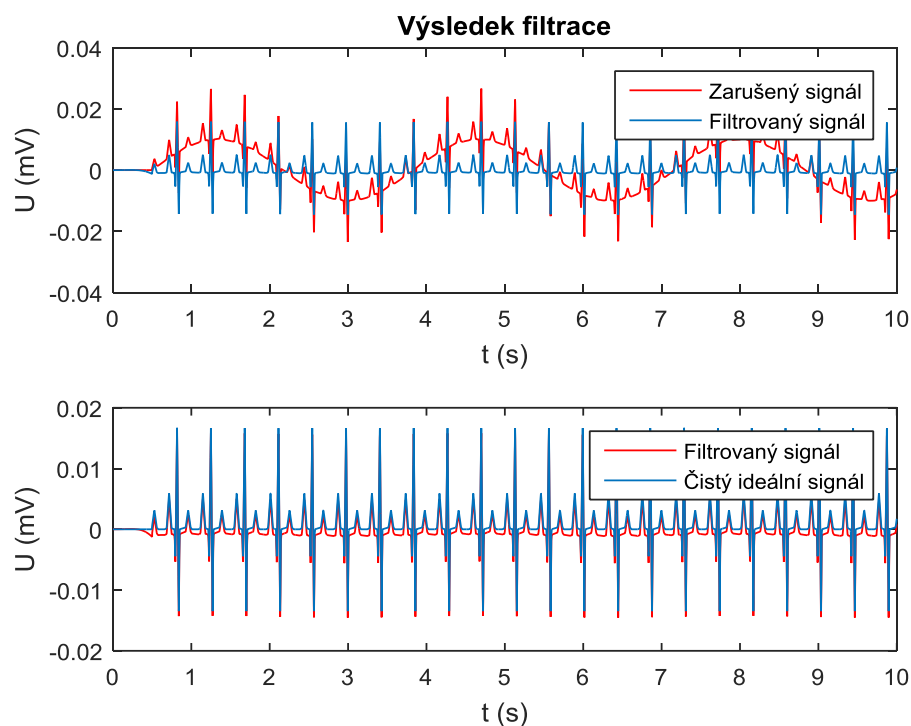 Výsledek filtrace
0.04
0.02
0
-0.02
-0.04
U (mV)
Zarušený signál
Filtrovaný signál
0 1 2 3 4 5 6 7 8 9 10
t (s)
0.02
0.01
0
-0.01
-0.02
U (mV)
Filtrovaný signál
Čistý ideální signál
0 1 2 3 4 5 6 7 8 9 10
t (s)